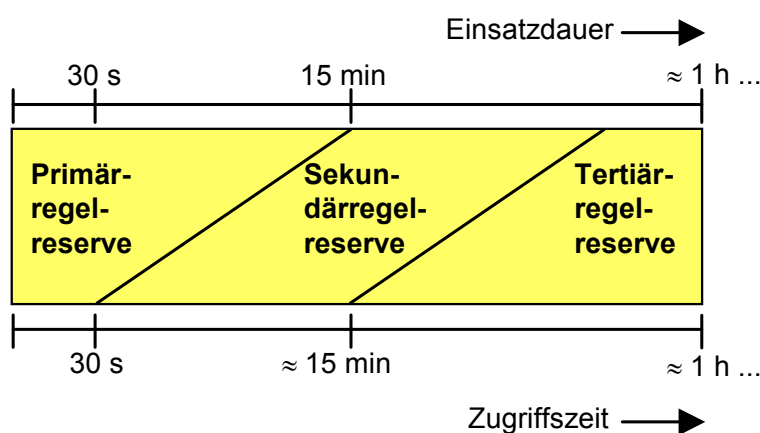 Einsatzdauer
30 s 15 min ≈ 1 h ...
Primär-
regel-
reserve
Sekun-
därregel-
reserve
Tertiär-
regel-
reserve
30 s ≈ 15 min ≈ 1 h ...
Zugriffszeit